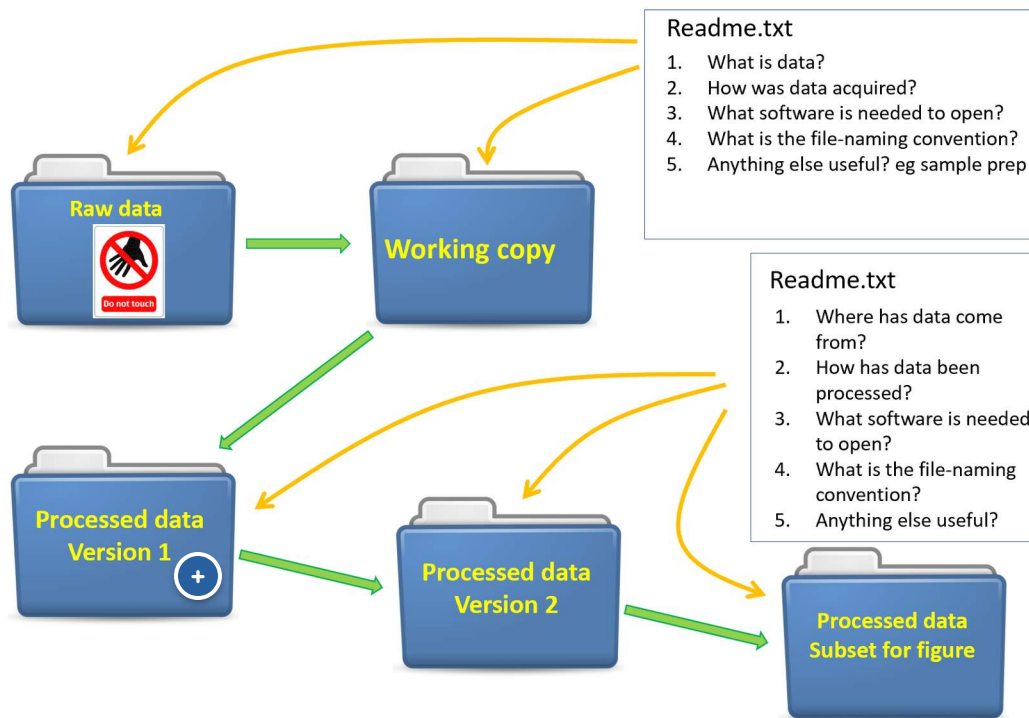 Readme.txt
1. What is data?
2. How was data acquired?
3. What software is needed to open?
4. What is the file-naming convention?
5. Anything else useful? eg sample prep
Raw data
Do not touch
Working copy
Readme.txt
1. Where has data come
from?
2. How has data been
processed?
3. What software is needed
to open?
4. What is the file-naming
convention?
5. Anything else useful?
Processed data
Version 1
+
Processed data
Version 2
Processed data
Subset for figure